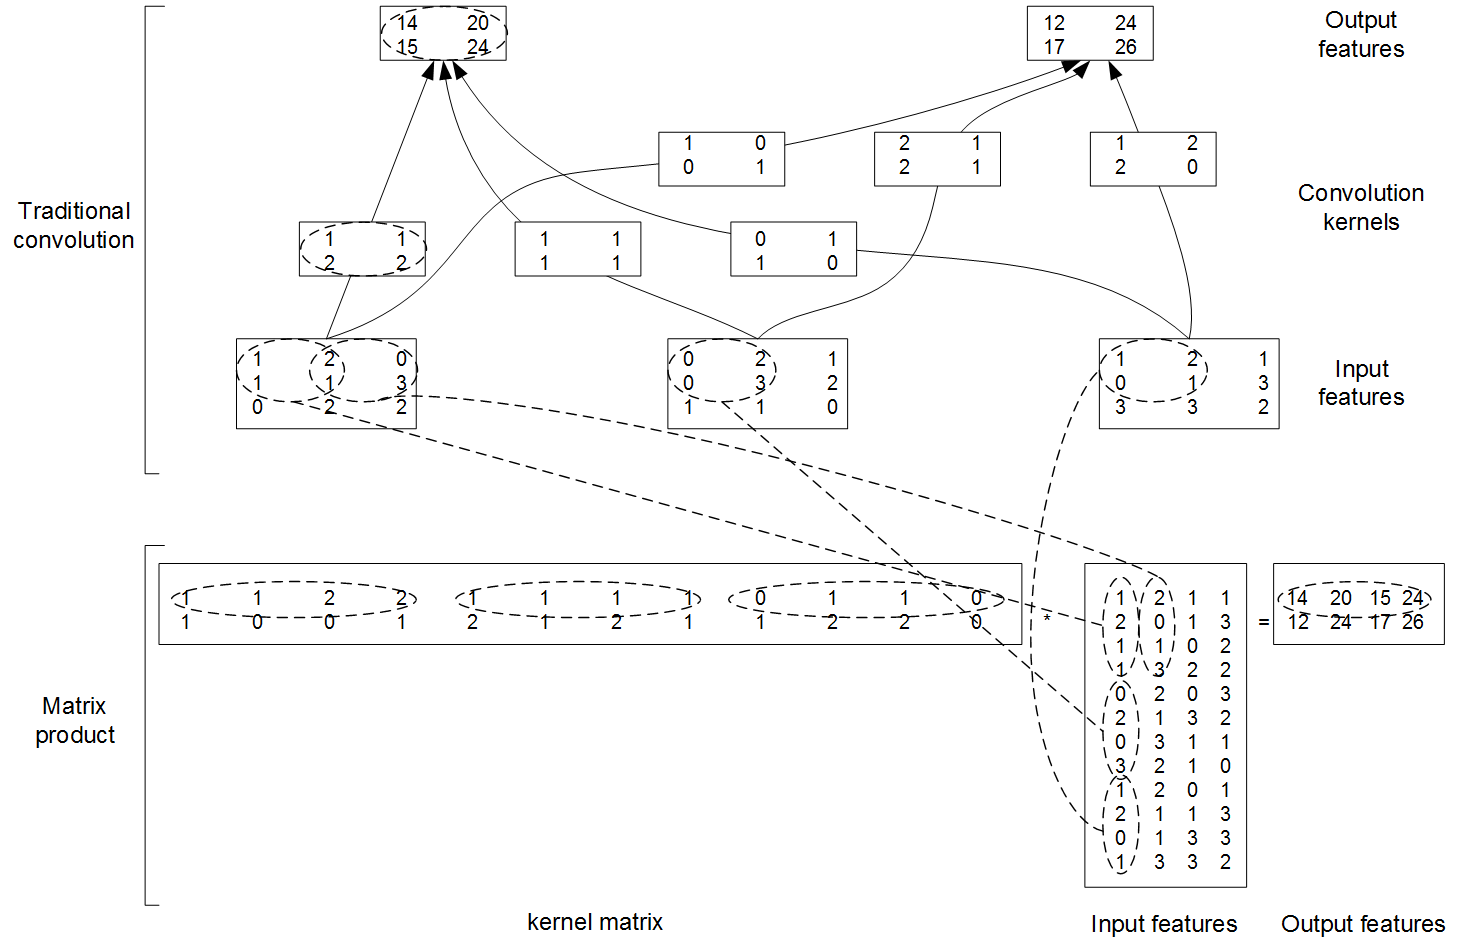 14 20
15 24
12 24
17 26
Output
features
1 0
0 1
2 1
2 1
1 2
2 0
Convolution
kernels
Traditional
convolution
1 1
2 2
1 1
1 1
0 1
1 0
1 2 0
1 1 3
0 2 2
0 2 1
0 3 2
1 1 0
1 2 1
0 1 3
3 3 2
Input
features
Matrix
product
1 1 2 2 1 1 1 1 0 1 1 0
1 0 0 1 2 1 2 1 1 2 2 0
*
1 2 1 1
2 0 1 3
1 1 0 2
1 3 2 2
0 2 0 3
2 1 3 2
0 3 1 1
3 2 1 0
1 2 0 1
2 1 1 3
0 1 3 3
1 3 3 2
=
14 20 15 24
12 24 17 26
kernel matrix
Input features
Output features